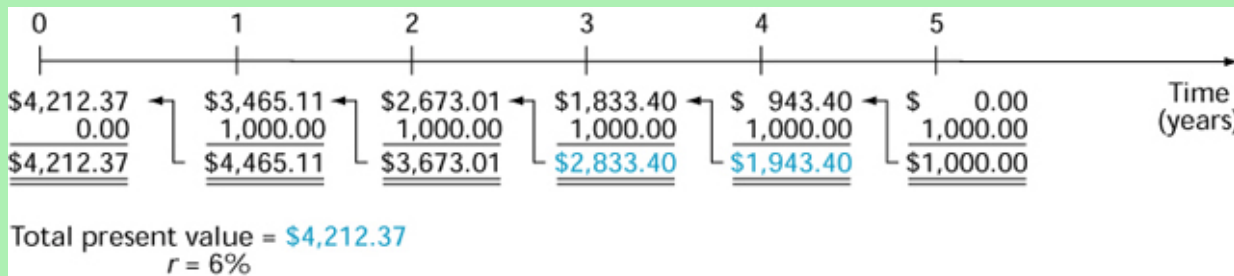 0 1 2 3 4 5
$4,212.37 $3,465.11 $2,673.01 $1,833.40 $ 943.40 $ 0.00 Time
0.00 1,000.00 1,000.00 1,000.00 1,000.00 1,000.00 (years)
$4,212.37 $4,465.11 $3,673.01 $2,833.40 $1,943.40 $1,000.00
Total present value = $4,212.37
r = 6%